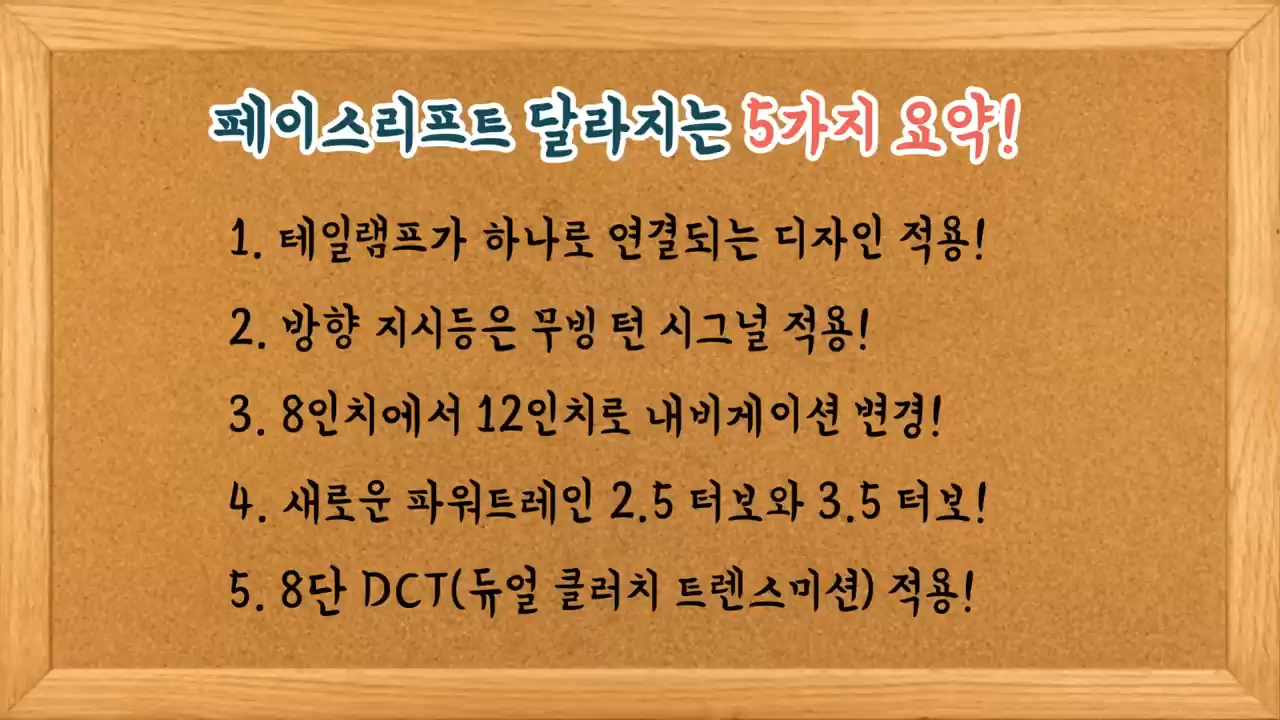 페이스리프트 달라지는 5가지 요약!
1. 테일램프가 하나로 연결되는 디자인 적용!
2. 방향 지시등은 무빙 턴 시그널 적용!
3. 8인치에서 12인치로 내비게이션 변경!
4. 새로운 파워트레인 2.5 터보와 3.5 터보!
5. 8단 DCT(듀얼 클러치 트렌스미션) 적용!